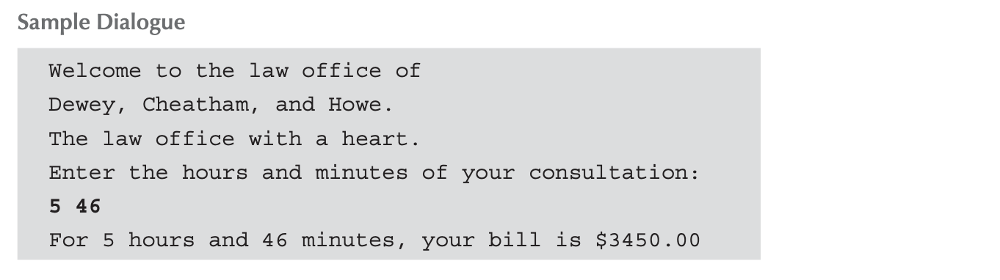 Sample Dialogue
Welcome to the law office of
Dewey, Cheatham, and Howe.
The law office with a heart.
Enter the hours and minutes of your consultation:
5 46
For 5 hours and 46 minutes, your bill is $3450.00